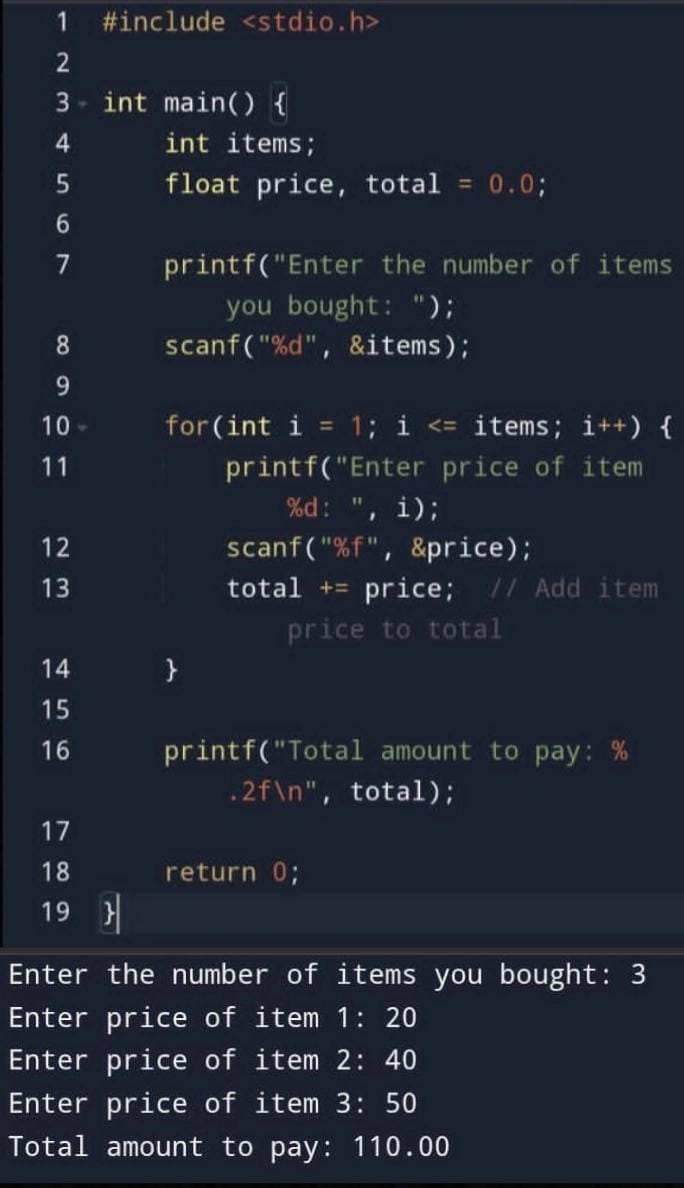 1 #include <stdio.h>
2
3 int main() {
4 int items;
5 float price, total = 0.0;
6
7 printf("Enter the number of items
you bought: ");
8 scanf("%d", &items);
9
10 for(int i = 1; i <= items; i++) {
11 printf("Enter price of item
%d: ", i);
12 scanf("%f", &price);
13 total += price; // Add item
price to total
14 }
15
16 printf("Total amount to pay: %
.2f\n", total);
17
18 return 0;
19 }
Enter the number of items you bought: 3
Enter price of item 1: 20
Enter price of item 2: 40
Enter price of item 3: 50
Total amount to pay: 110.00